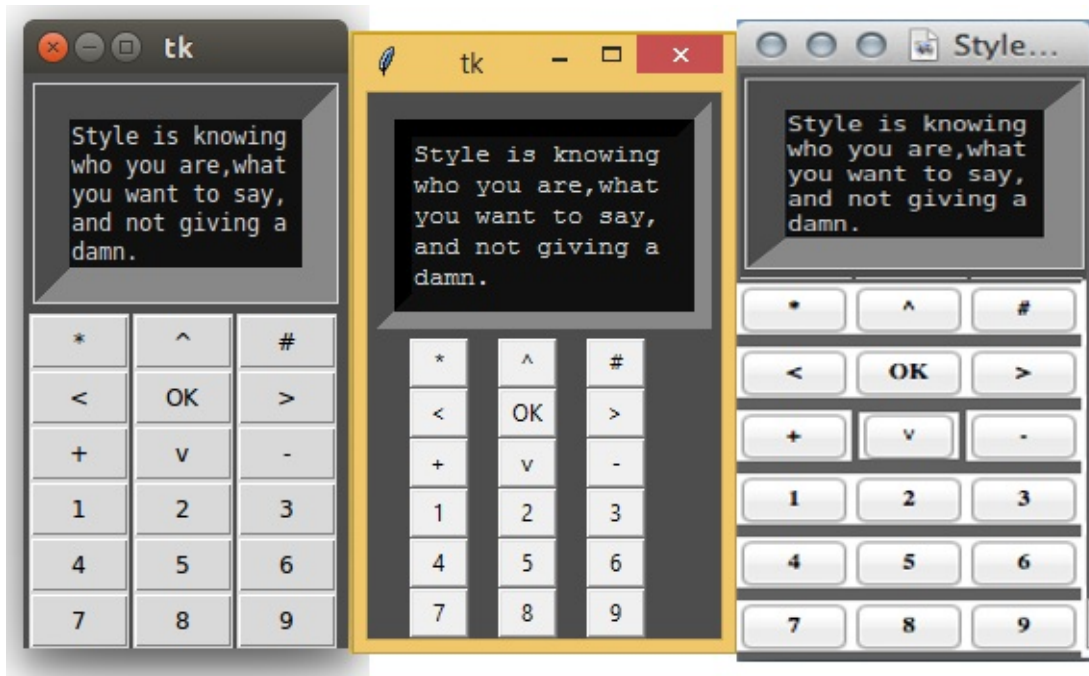 tk
Style is knowing
who you are,what
you want to say,
and not giving a
damn.
* ^ #
< OK >
+ v -
1 2 3
4 5 6
7 8 9
tk
Style is knowing
who you are,what
you want to say,
and not giving a
damn.
* ^ #
< OK >
+ v -
1 2 3
4 5 6
7 8 9
Style...
Style is knowing
who you are,what
you want to say,
and not giving a
damn.
* ^ #
< OK >
+ v -
1 2 3
4 5 6
7 8 9